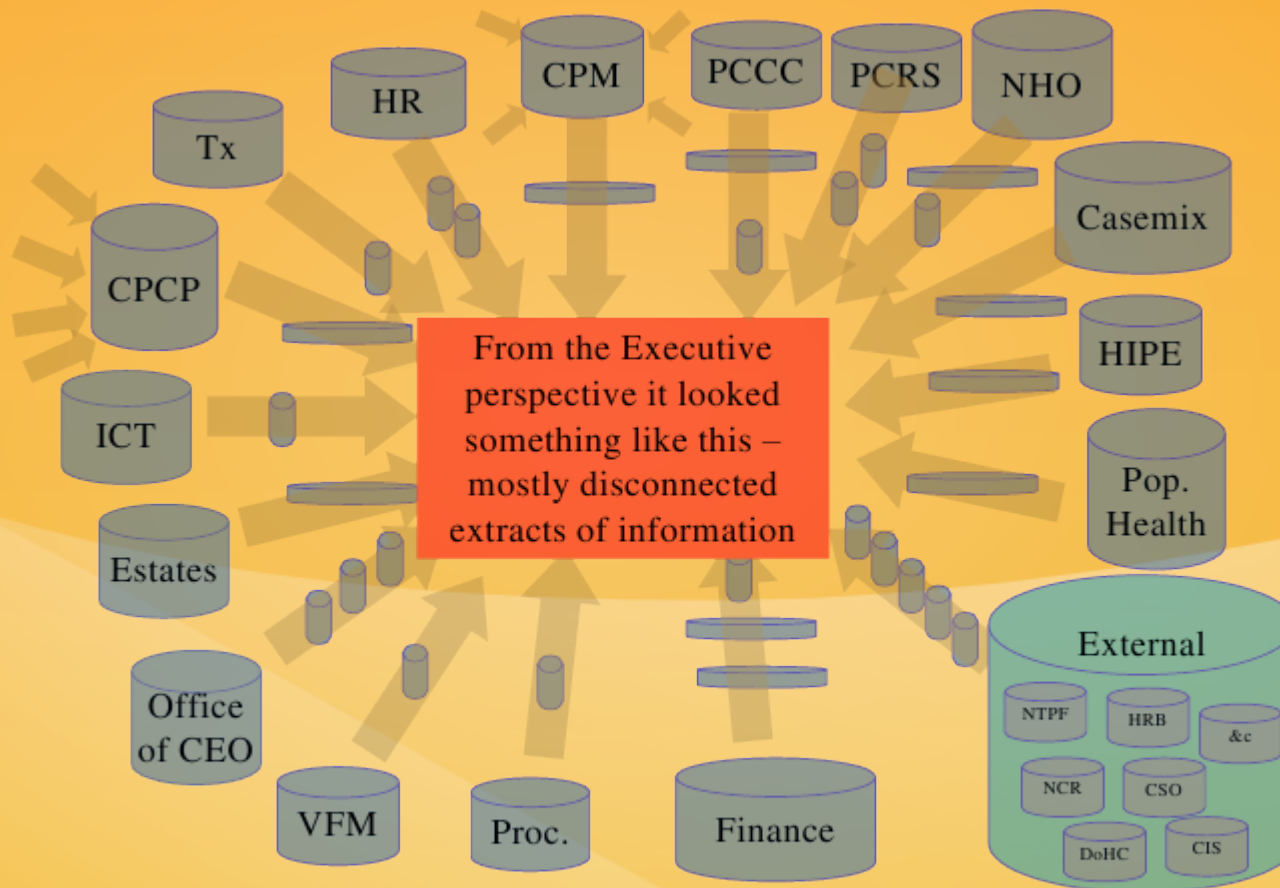 CPM
PCCC
PCRS
NHO
HR
Tx
Casemix
CPCP
HIPE
From the Executive
perspective it looked
something like this –
mostly disconnected
extracts of information
ICT
Pop.
Health
Estates
External
Office
of CEO
NTPF
HRB
&c
NCR
CSO
DoHC
CIS
VFM
Proc.
Finance